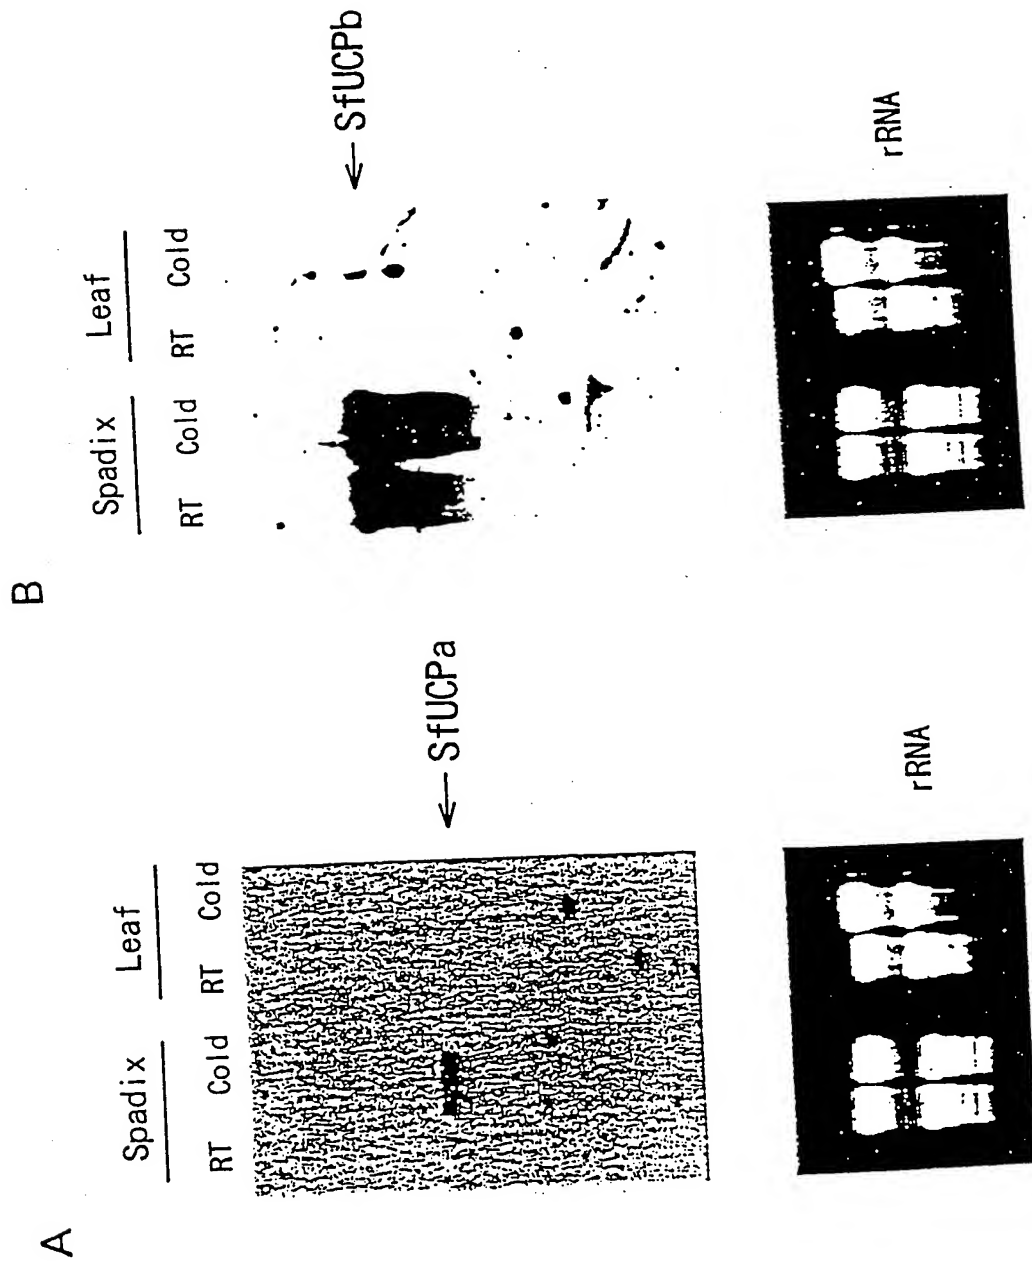 A
Spadix Leaf
RT Cold RT Cold
← SfUCPa
rRNA
B
Spadix Leaf
RT Cold RT Cold
← SfUCPb
rRNA